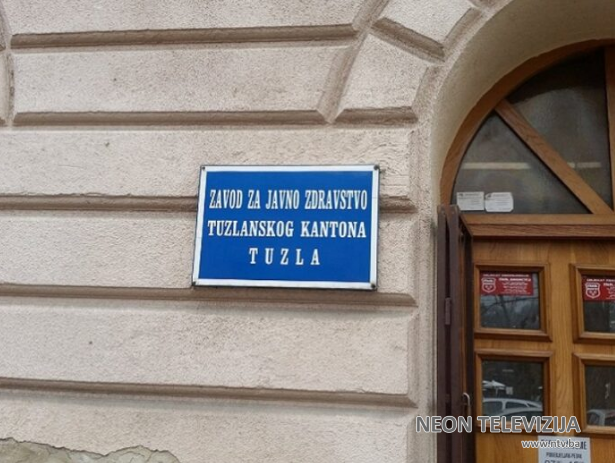 ZAVOD ZA JAVNO ZDRAVSTVO
TUZLANSKOG KANTONA
TUZLA
NEON TELEVIZIJA
www.ntv.ba